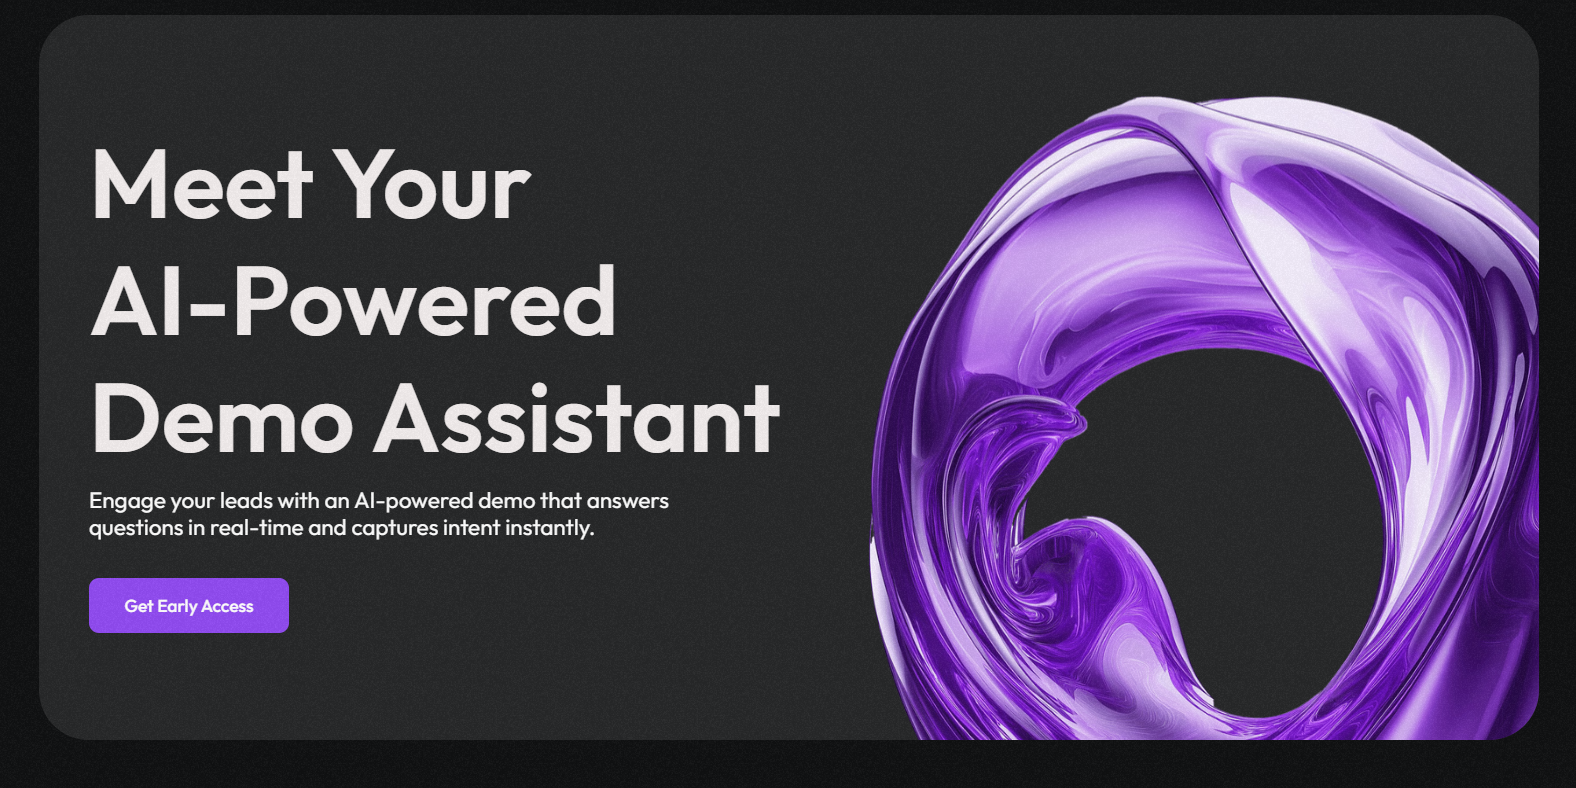 Meet Your
AI-Powered
Demo Assistant
Engage your leads with an AI-powered demo that answers
questions in real-time and captures intent instantly.
Get Early Access